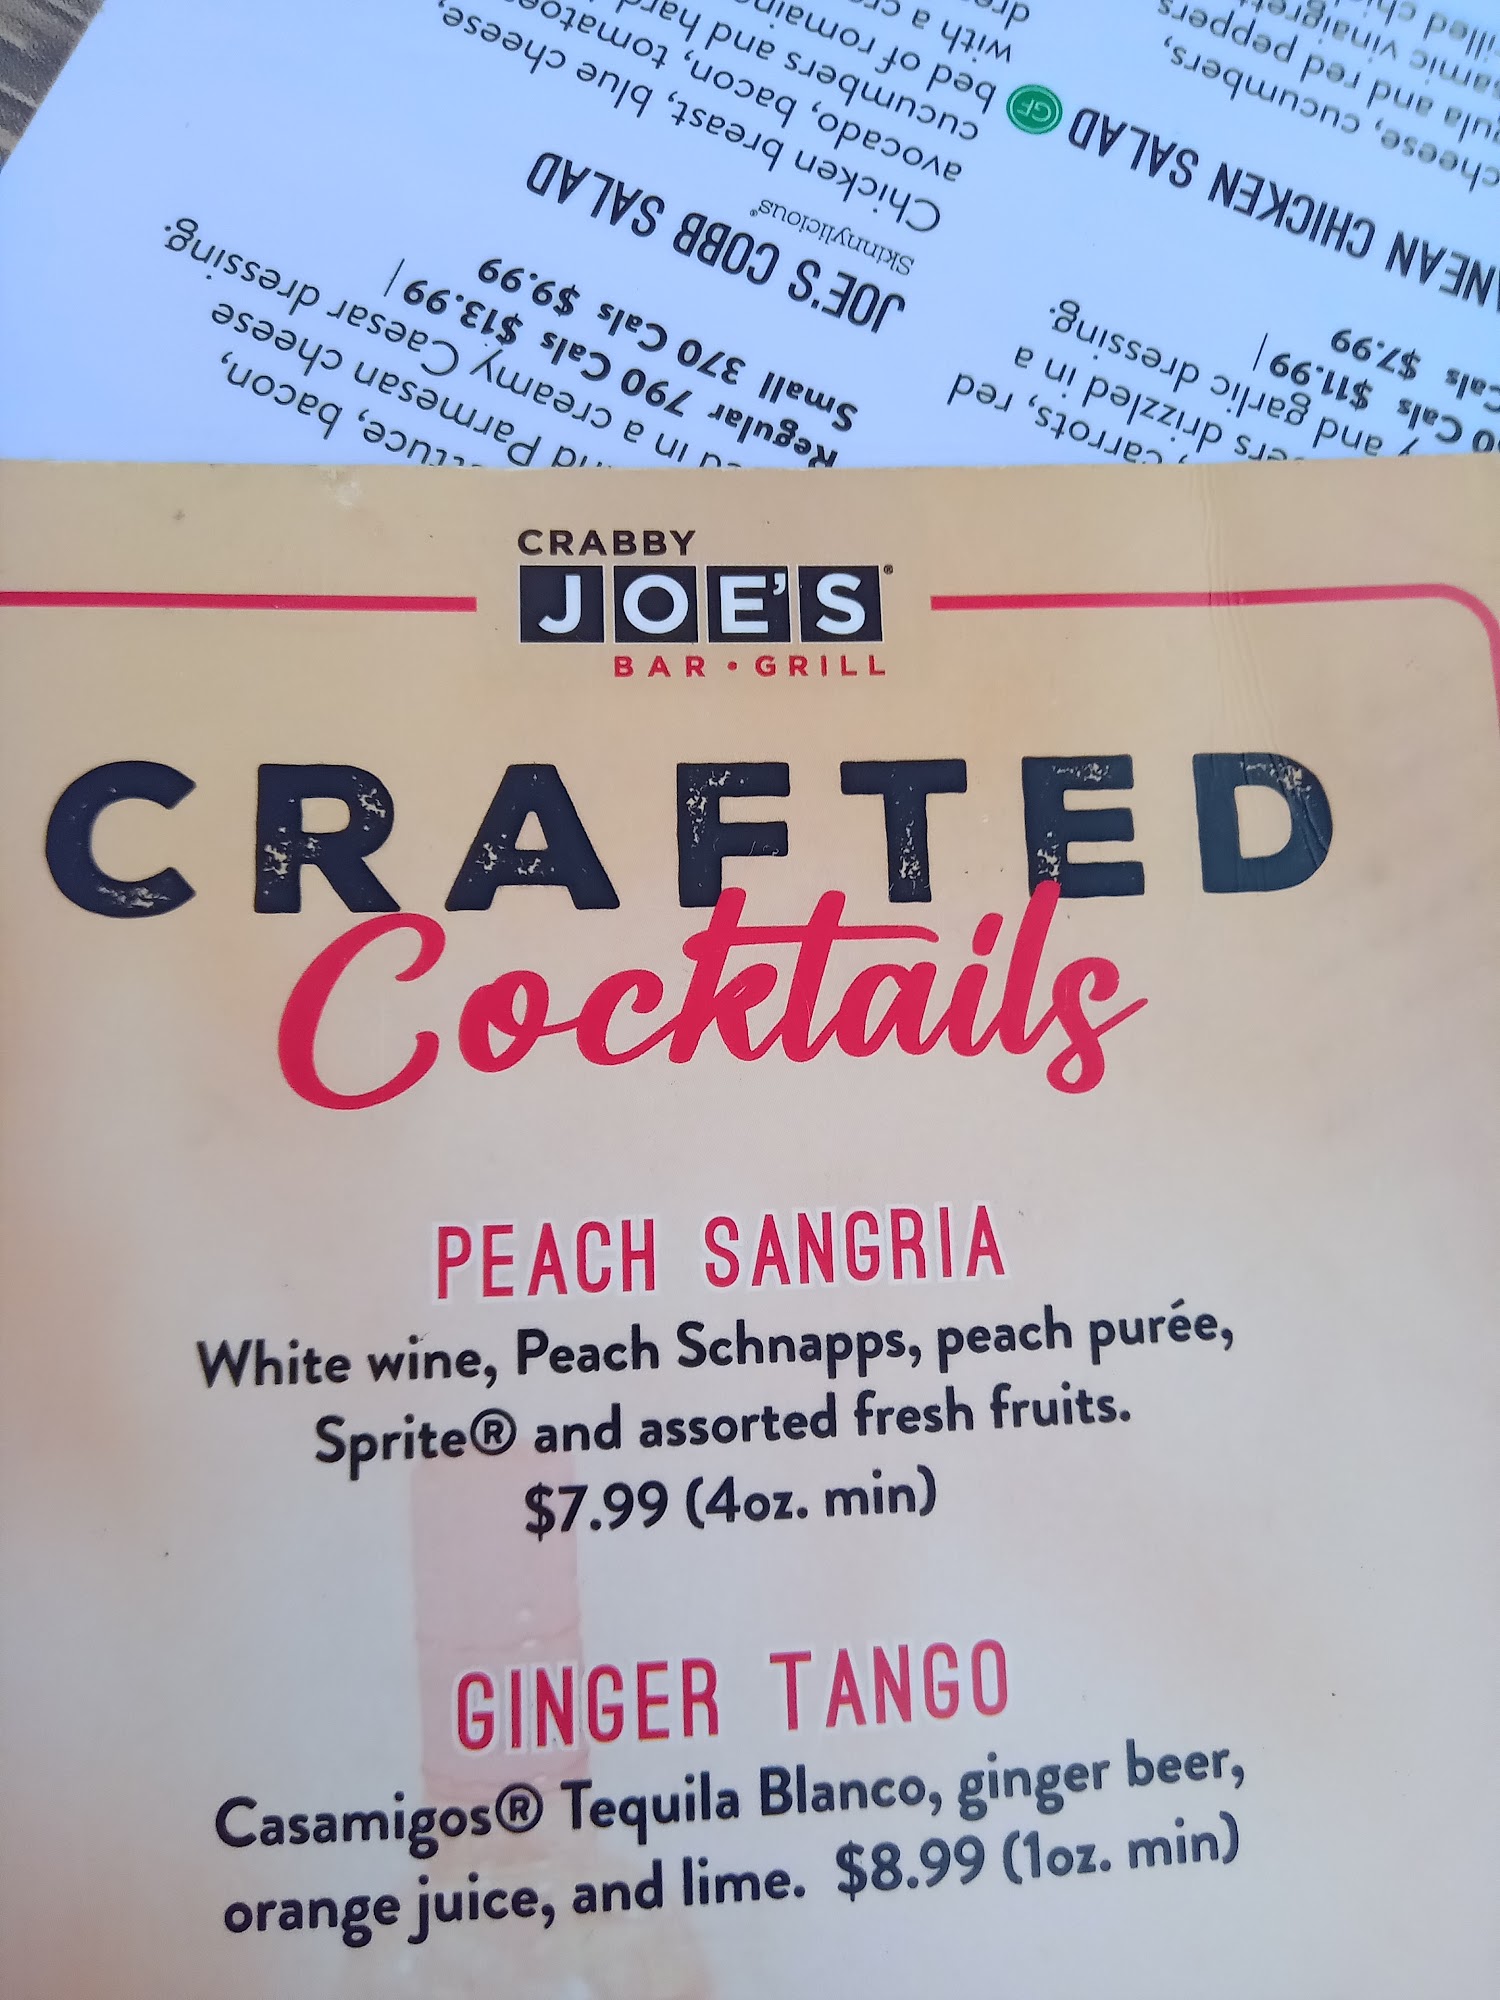 CRABBY
JOE'S®
BAR • GRILL
CRAFTED
Cocktails
PEACH SANGRIA
White wine, Peach Schnapps, peach purée,
Sprite® and assorted fresh fruits.
$7.99 (4oz. min)
GINGER TANGO
Casamigos® Tequila Blanco, ginger beer,
orange juice, and lime. $8.99 (1oz. min)
bacon,
Parmesan cheese
in a creamy Caesar dressing.
Regular 790 Cals $13.99 |
Small 370 Cals $9.99
JOE'S COBB SALAD
Skinnylicious®
Chicken breast, blue cheese,
avocado, bacon,
cucumbers and hard
bed of romaine
with a
carrots, red
drizzled in a
and garlic dressing.
Cals $11.99 |
Cals $7.99
CHICKEN SALAD GF
cheese, cucumbers,
and red peppers